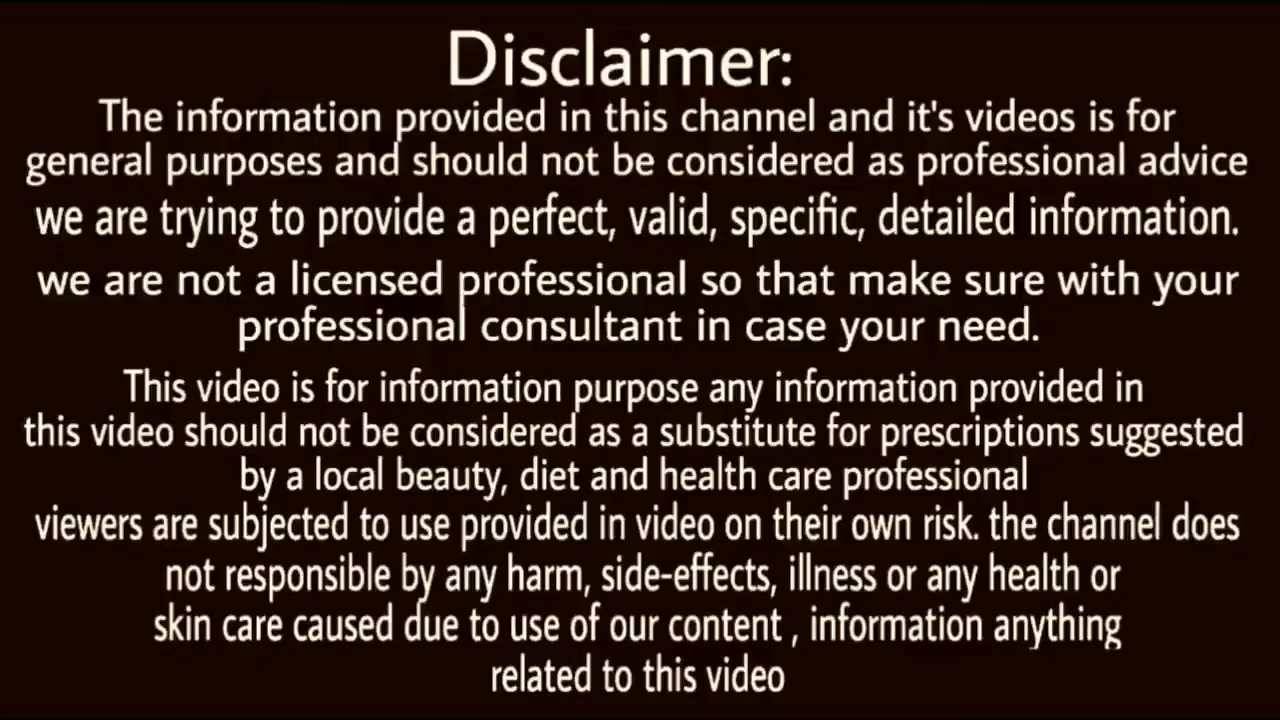 Disclaimer:
The information provided in this channel and it's videos is for
general purposes and should not be considered as professional advice
we are trying to provide a perfect, valid, specific, detailed information.
we are not a licensed professional so that make sure with your
professional consultant in case your need.
This video is for information purpose any information provided in
this video should not be considered as a substitute for prescriptions suggested
by a local beauty, diet and health care professional
viewers are subjected to use provided in video on their own risk. the channel does
not responsible by any harm, side-effects, illness or any health or
skin care caused due to use of our content , information anything
related to this video